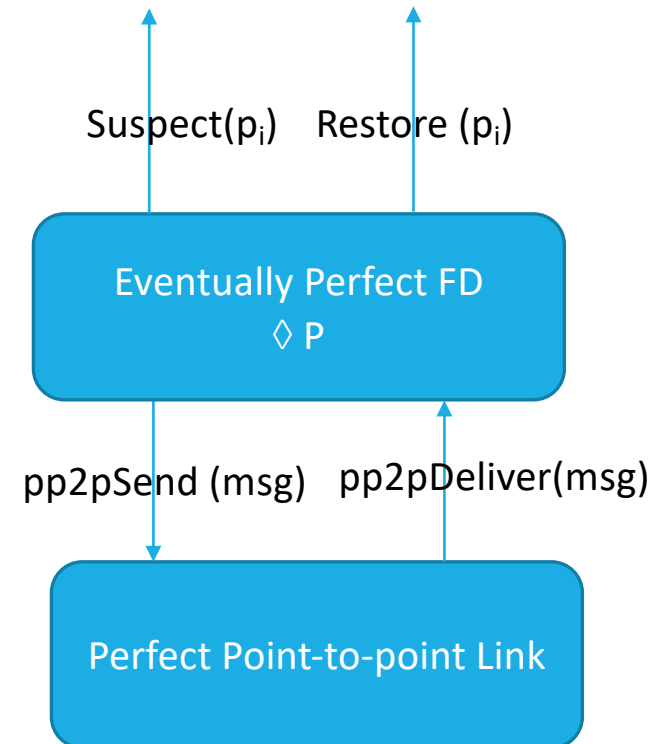 Suspect(pi) Restore (pi)
Eventually Perfect FD
◊ P
pp2pSend (msg) pp2pDeliver(msg)
Perfect Point-to-point Link